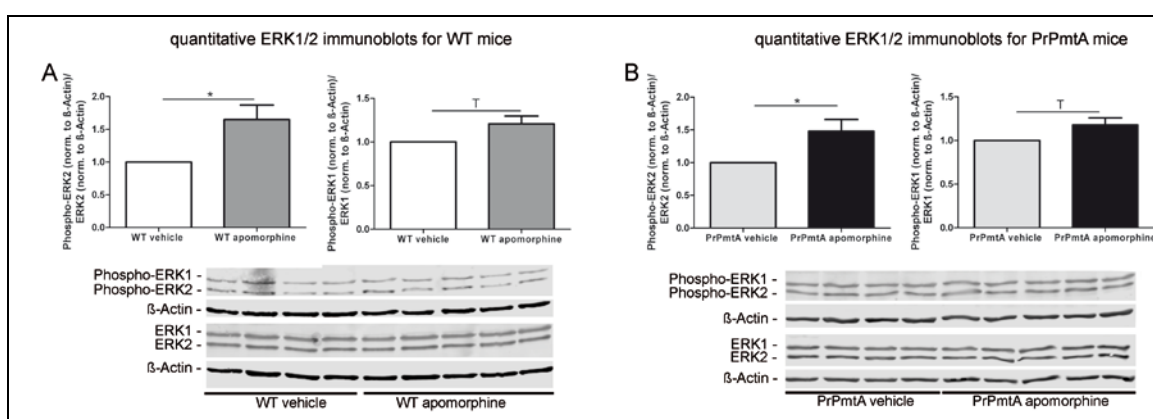 quantitative ERK1/2 immunoblots for WT mice
A
Phospho-ERK2 (norm. to ß-Actin)/
ERK2 (norm. to ß-Actin)
2.0
1.5
1.0
0.5
0.0
*
WT vehicle
WT apomorphine
Phospho-ERK1 (norm. to ß-Actin)/
ERK1 (norm. to ß-Actin)
1.5
1.0
0.5
0.0
T
WT vehicle
WT apomorphine
Phospho-ERK1 -
Phospho-ERK2 -
ß-Actin -
ERK1 -
ERK2 -
ß-Actin -
WT vehicle
WT apomorphine
quantitative ERK1/2 immunoblots for PrPmtA mice
B
Phospho-ERK2 (norm. to ß-Actin)/
ERK2 (norm. to ß-Actin)
2.0
1.5
1.0
0.5
0.0
*
PrPmtA vehicle
PrPmtA apomorphine
Phospho-ERK1 (norm. to ß-Actin)/
ERK1 (norm. to ß-Actin)
1.5
1.0
0.5
0.0
T
PrPmtA vehicle
PrPmtA apomorphine
Phospho-ERK1 -
Phospho-ERK2 -
ß-Actin -
ERK1 -
ERK2 -
ß-Actin -
PrPmtA vehicle
PrPmtA apomorphine